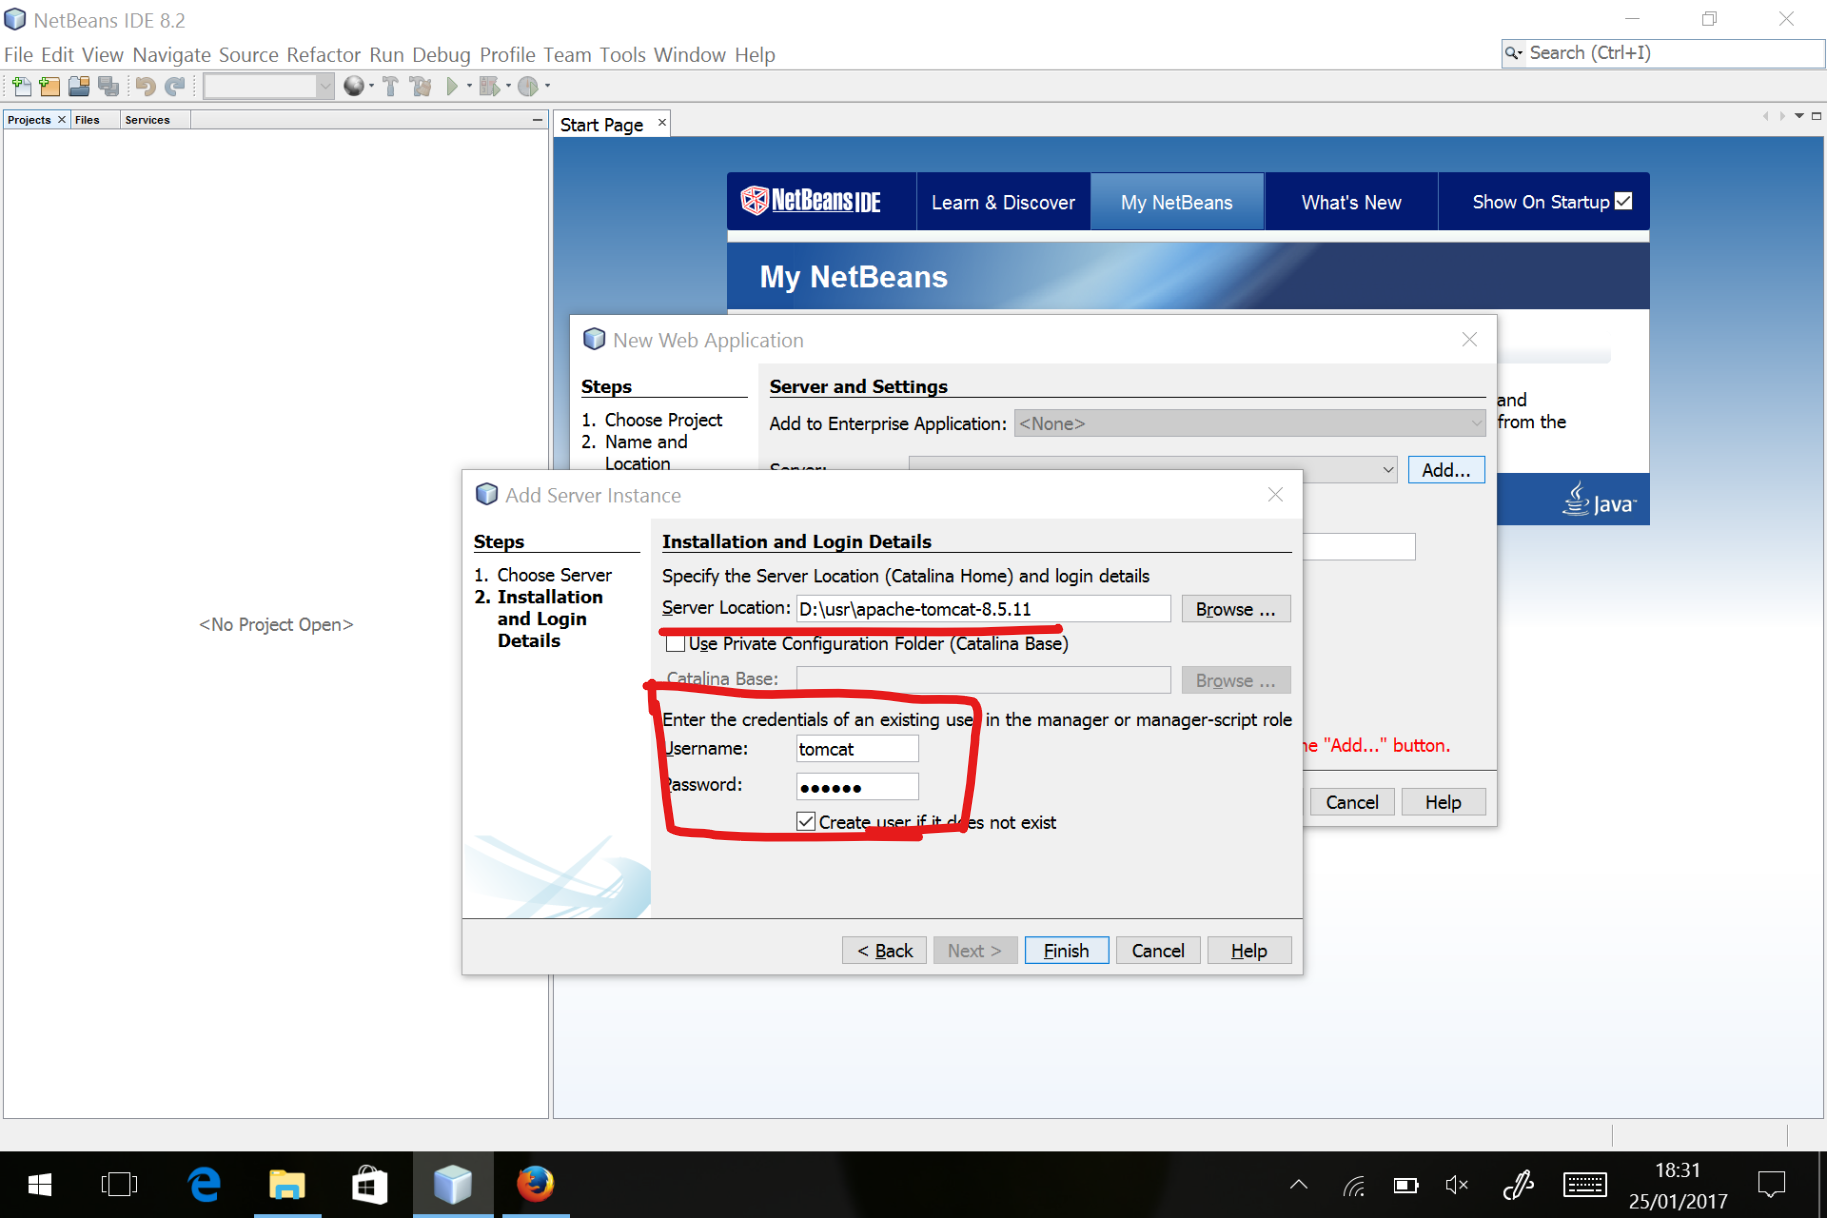 NetBeans IDE 8.2
File Edit View Navigate Source Refactor Run Debug Profile Team Tools Window Help
Search (Ctrl+I)
Projects Files Services
Start Page
NetBeans IDE Learn & Discover My NetBeans What's New Show On Startup
My NetBeans
New Web Application
Steps
1. Choose Project
2. Name and
Location
Server and Settings
Add to Enterprise Application: <None>
Server: Add...
and
from the
Java
Add Server Instance
Steps
1. Choose Server
2. Installation
and Login
Details
Installation and Login Details
Specify the Server Location (Catalina Home) and login details
Server Location: D:\usr\apache-tomcat-8.5.11 Browse ...
Use Private Configuration Folder (Catalina Base)
Catalina Base: Browse ...
Enter the credentials of an existing user in the manager or manager-script role
Username: tomcat
Password: ●●●●●●
Create user if it does not exist
< Back Next > Finish Cancel Help
"Add..." button.
Cancel Help
<No Project Open>
18:31
25/01/2017